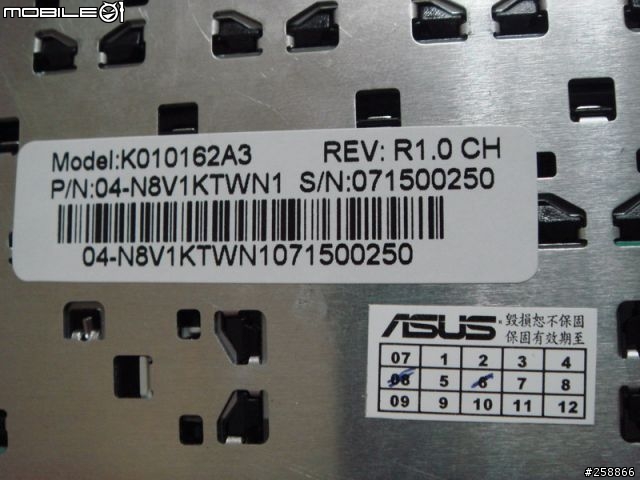 MOBILE01
Model:K010162A3 REV: R1.0 CH
P/N:04-N8V1KTWN1 S/N:071500250
04-N8V1KTWN1071500250
ASUS 毀損恕不保固
保固有效期至
07 1 2 3 4
08 5 6 7 8
09 9 10 11 12
#258866